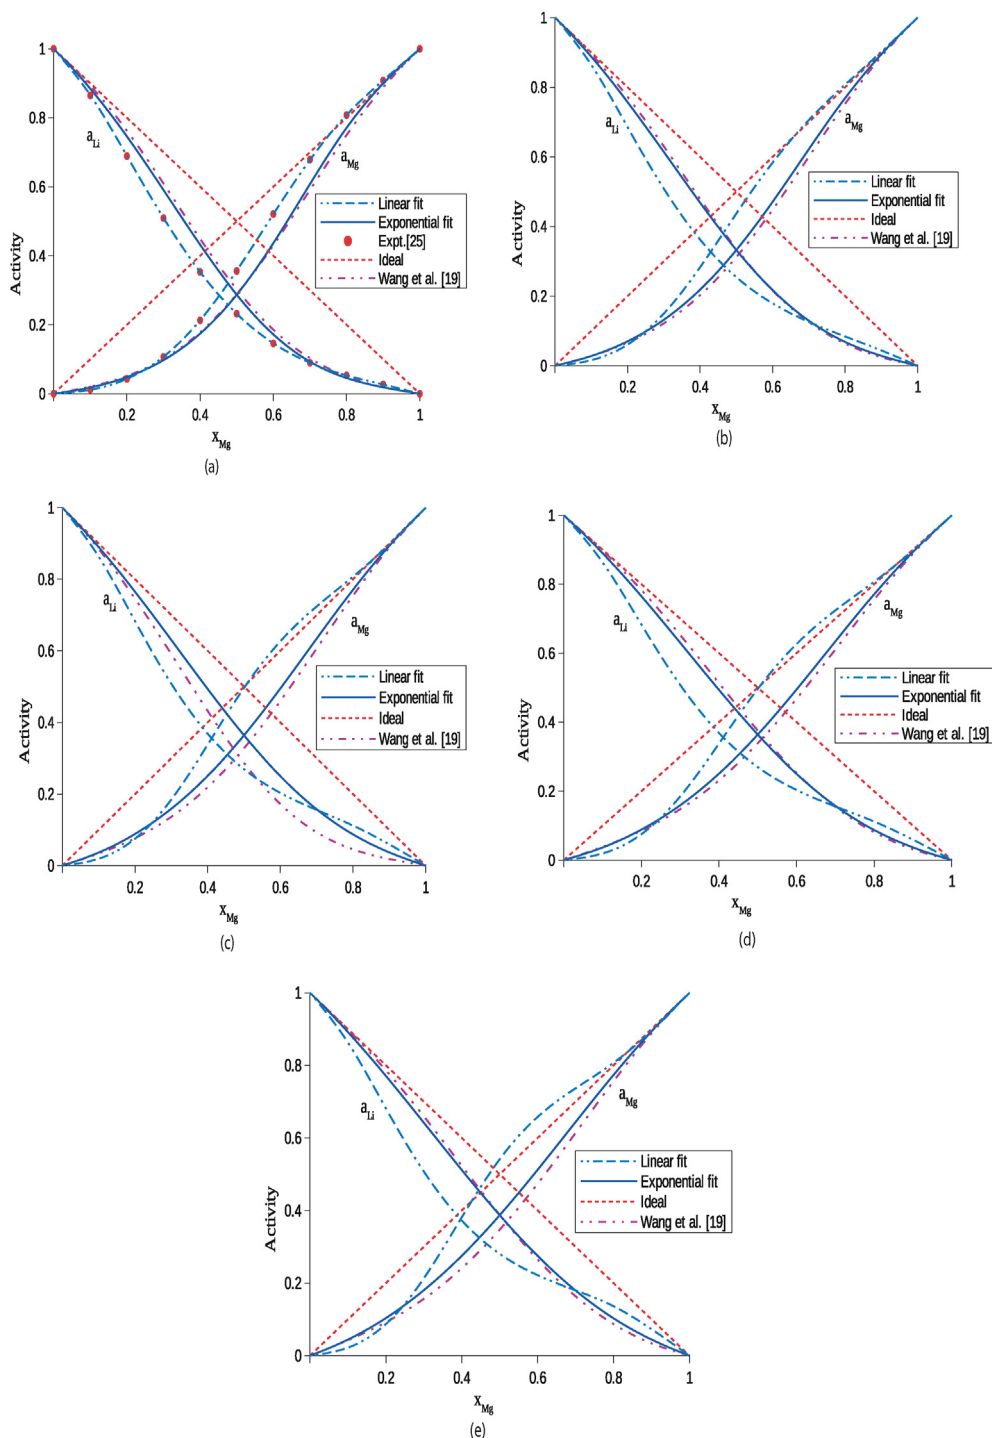 1
0.8
0.6
0.4
0.2
0
0.2
0.4
0.6
0.8
1
Activity
X_Mg
a_Li
a_Mg
Linear fit
Exponential fit
Expt.[25]
Ideal
Wang et al. [19]
(a)
1
0.8
0.6
0.4
0.2
0
0.2
0.4
0.6
0.8
1
Activity
X_Mg
a_Li
a_Mg
Linear fit
Exponential fit
Ideal
Wang et al. [19]
(b)
1
0.8
0.6
0.4
0.2
0
0.2
0.4
0.6
0.8
1
Activity
X_Mg
a_Li
a_Mg
Linear fit
Exponential fit
Ideal
Wang et al. [19]
(c)
1
0.8
0.6
0.4
0.2
0
0.2
0.4
0.6
0.8
1
Activity
X_Mg
a_Li
a_Mg
Linear fit
Exponential fit
Ideal
Wang et al. [19]
(d)
1
0.8
0.6
0.4
0.2
0
0.2
0.4
0.6
0.8
1
Activity
X_Mg
a_Li
a_Mg
Linear fit
Exponential fit
Ideal
Wang et al. [19]
(e)